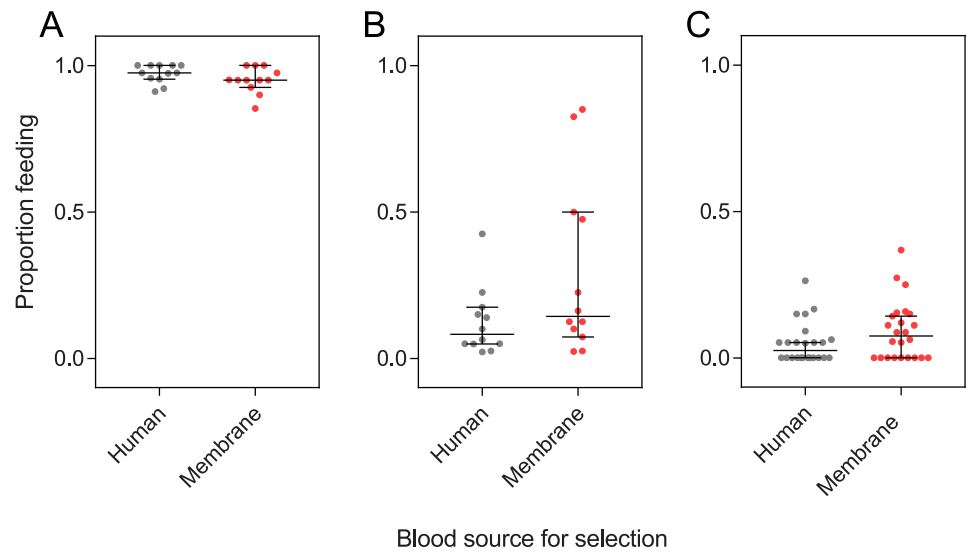 A
B
C
Proportion feeding
1.0
0.5
0.0
Human
Membrane
1.0
0.5
0.0
Human
Membrane
1.0
0.5
0.0
Human
Membrane
Blood source for selection